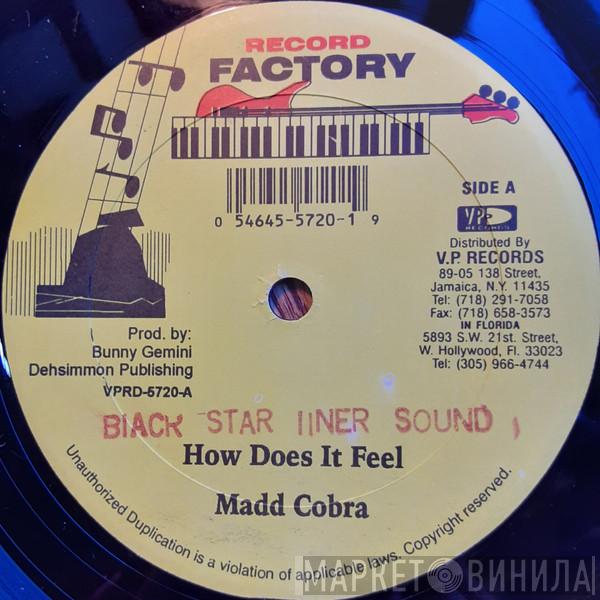 RECORD
FACTORY
0 54645-5720-1 9
SIDE A
VP
RECORDS
Distributed By
V.P RECORDS
89-05 138 Street,
Jamaica, N.Y. 11435
Tel: (718) 291-7058
Fax: (718) 658-3573
IN FLORIDA
5893 S.W. 21st. Street,
W. Hollywood, Fl. 33023
Tel: (305) 966-4744
Prod. by:
Bunny Gemini
Dehsimmon Publishing
VPRD-5720-A
BlACK STAR lINER SOUND
How Does It Feel
Madd Cobra
Unauthorized Duplication is a violation of applicable laws. Copyright reserved.
МАРКЕТ ВИНИЛА